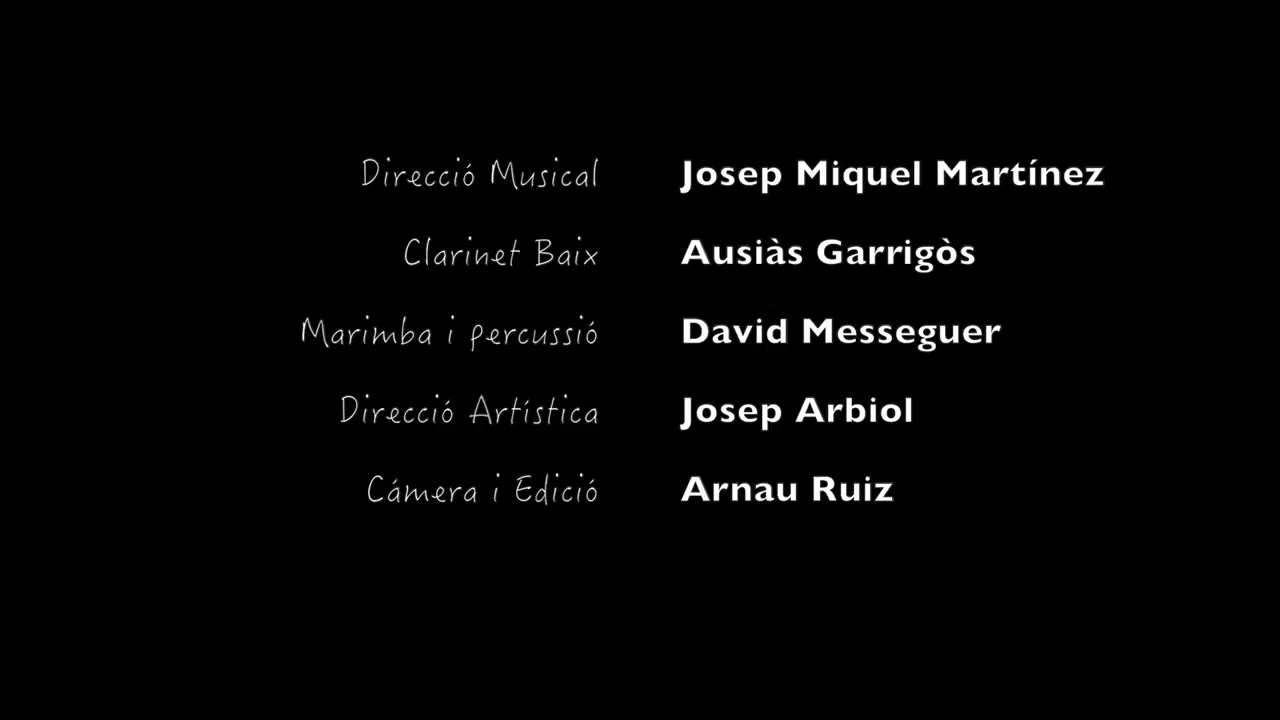 Direcció Musical Josep Miquel Martínez
Clarinet Baix Ausiàs Garrigòs
Marimba i percussió David Messeguer
Direcció Artística Josep Arbiol
Cámera i Edició Arnau Ruiz